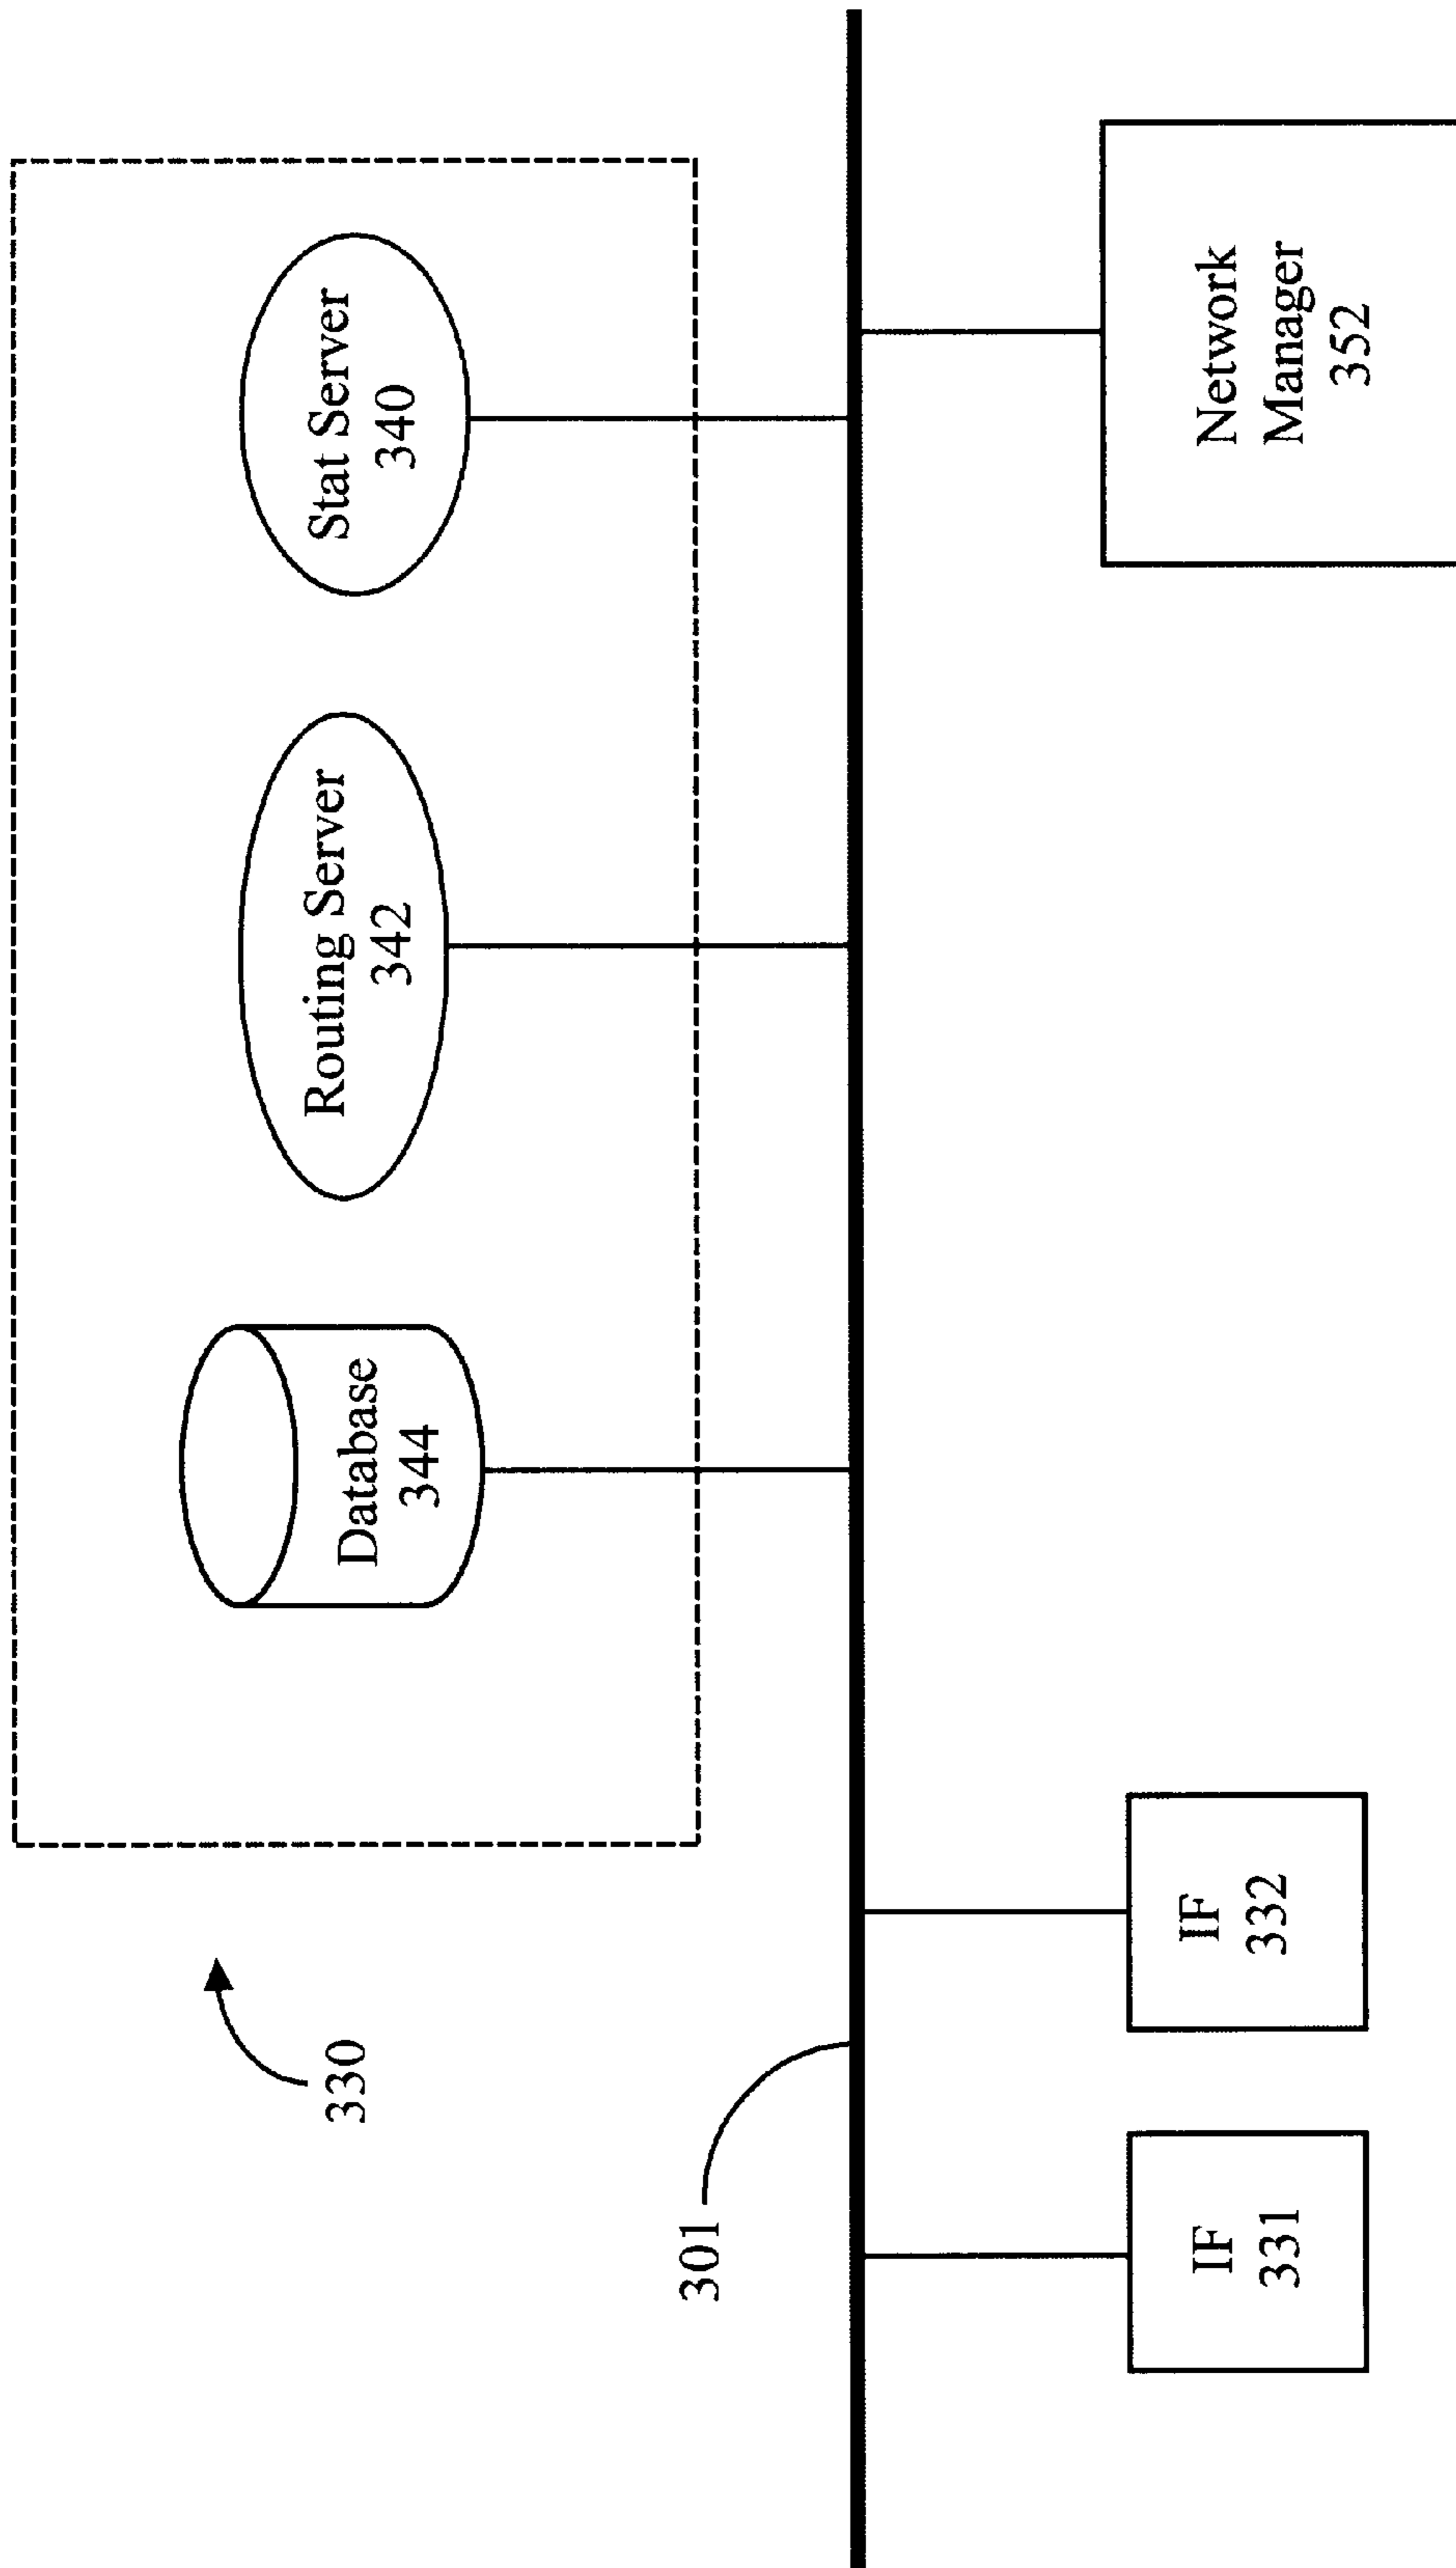 330
Database
344
Routing Server
342
Stat Server
340
301
IF
331
IF
332
Network
Manager
352